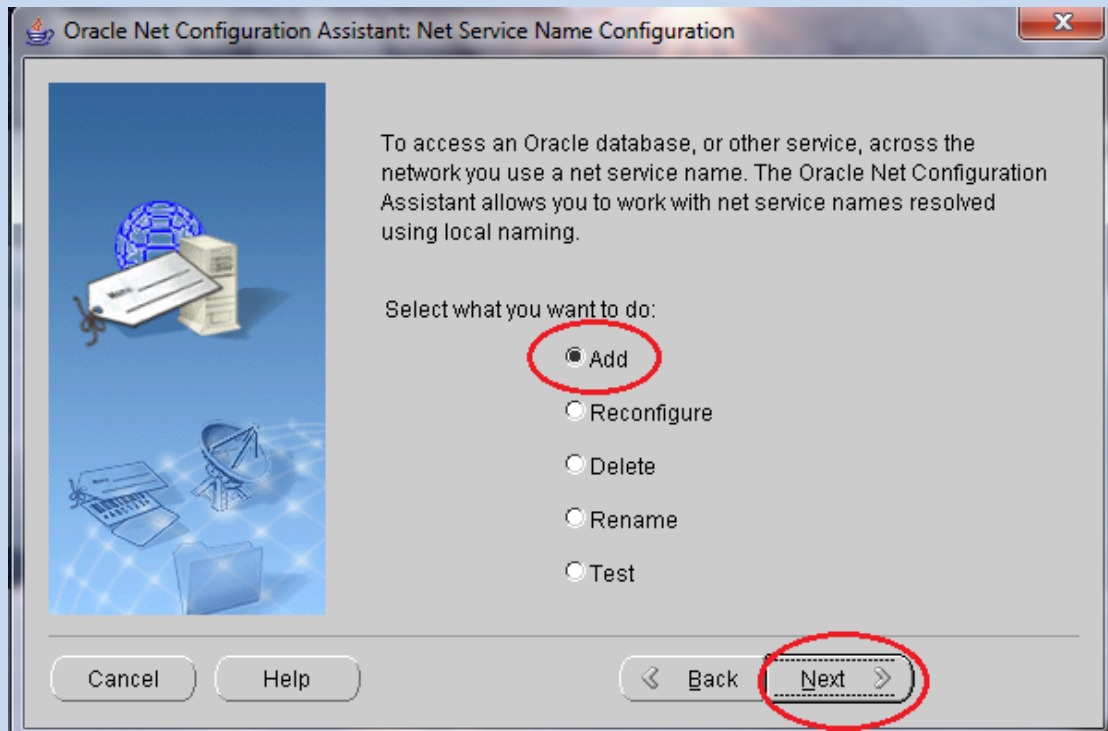 Oracle Net Configuration Assistant: Net Service Name Configuration
To access an Oracle database, or other service, across the
network you use a net service name. The Oracle Net Configuration
Assistant allows you to work with net service names resolved
using local naming.
Select what you want to do:
Add
Reconfigure
Delete
Rename
Test
Cancel
Help
Back
Next